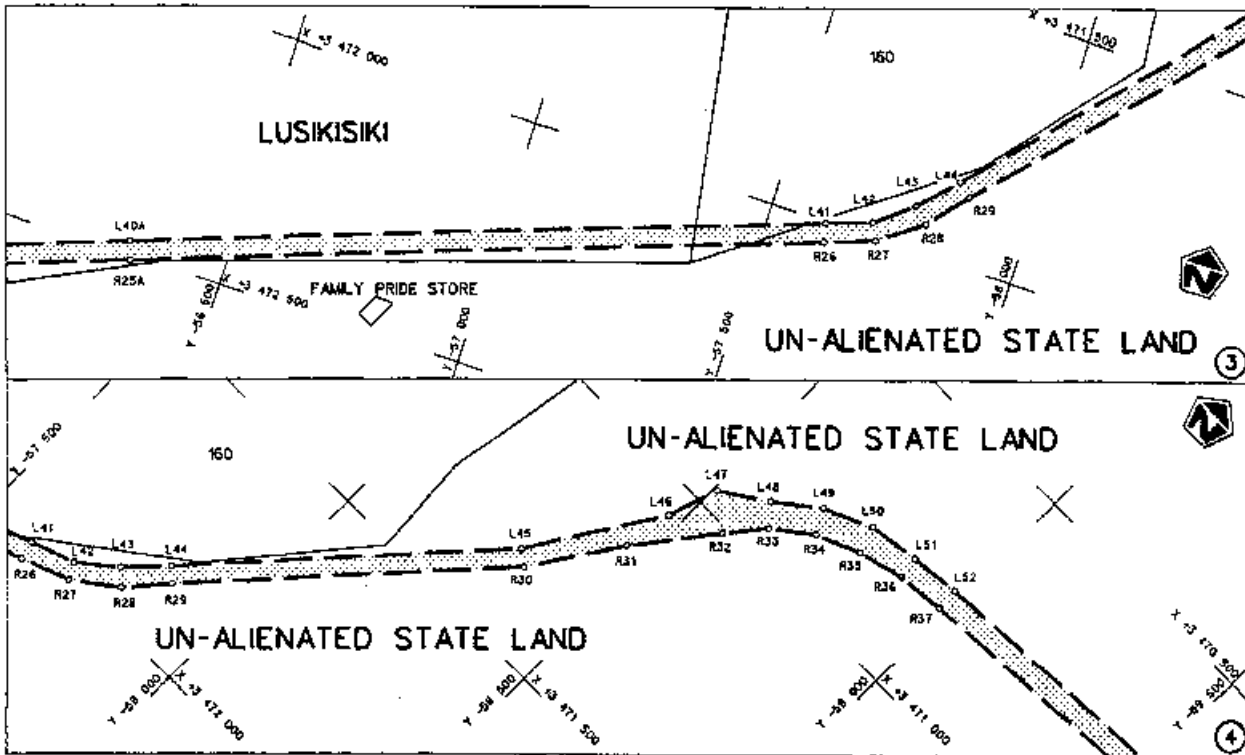 X +3 472 000
X +3 471 500
160
LUSIKISIKI
L40A
L41
L42
L43
L44
R25A
R26
R27
R28
R29
Y -56 500
X +3 472 500
FAMILY PRIDE STORE
Y -57 000
Y -57 500
Y -58 000
UN-ALIENATED STATE LAND
3
Y -57 500
160
UN-ALIENATED STATE LAND
L41
L42
L43
L44
L45
L46
L47
L48
L49
L50
L51
L52
R26
R27
R28
R29
R30
R31
R32
R33
R34
R35
R36
R37
UN-ALIENATED STATE LAND
Y -58 000
X +3 472 000
X +3 471 500
X +3 471 000
X +3 470 500
Y -59 500
4